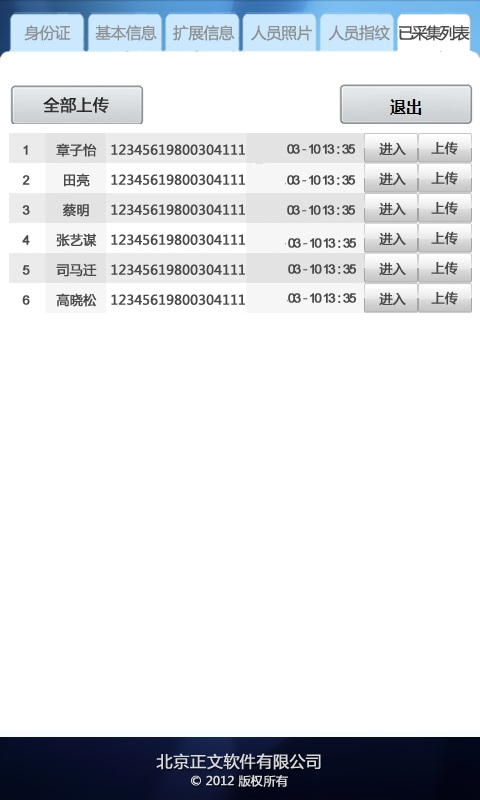 身份证 基本信息 扩展信息 人员照片 人员指纹 已采集列表
全部上传 退出
1 章子怡 12345619800304111 03-10 13:35 进入 上传
2 田亮 12345619800304111 03-10 13:35 进入 上传
3 蔡明 12345619800304111 03-10 13:35 进入 上传
4 张艺谋 12345619800304111 03-10 13:35 进入 上传
5 司马迁 12345619800304111 03-10 13:35 进入 上传
6 高晓松 12345619800304111 03-10 13:35 进入 上传
北京正文软件有限公司
© 2012 版权所有